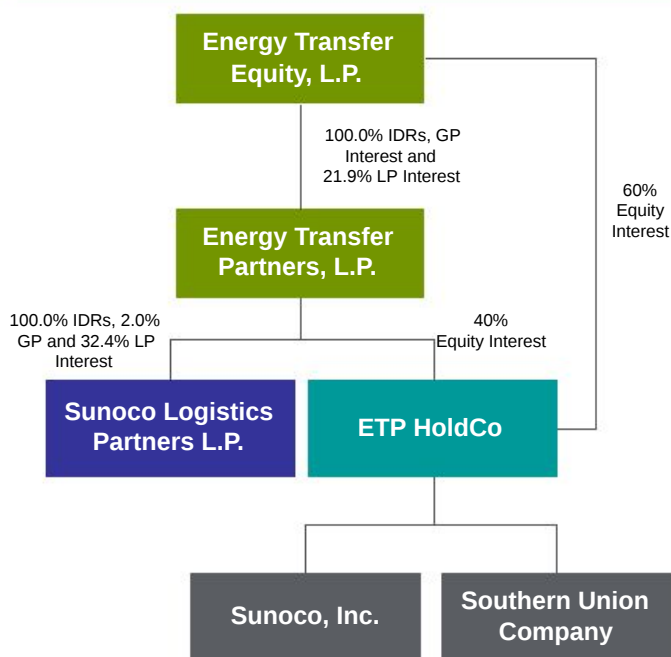 Energy Transfer
Equity, L.P.
100.0% IDRs, GP
Interest and
21.9% LP Interest
60%
Equity
Interest
Energy Transfer
Partners, L.P.
100.0% IDRs, 2.0%
GP and 32.4% LP
Interest
40%
Equity Interest
Sunoco Logistics
Partners L.P.
ETP HoldCo
Sunoco, Inc.
Southern Union
Company